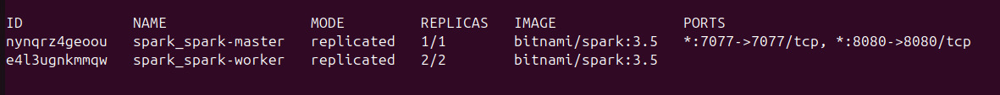 ID NAME MODE REPLICAS IMAGE PORTS
nynqrz4geoou spark_spark-master replicated 1/1 bitnami/spark:3.5 *:7077->7077/tcp, *:8080->8080/tcp
e4l3ugnkmmqw spark_spark-worker replicated 2/2 bitnami/spark:3.5